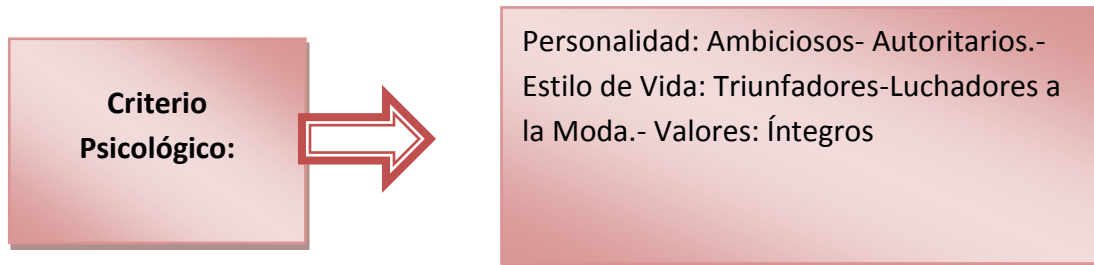 Criterio
Psicológico:
Personalidad: Ambiciosos- Autoritarios.-
Estilo de Vida: Triunfadores-Luchadores a
la Moda.- Valores: Íntegros